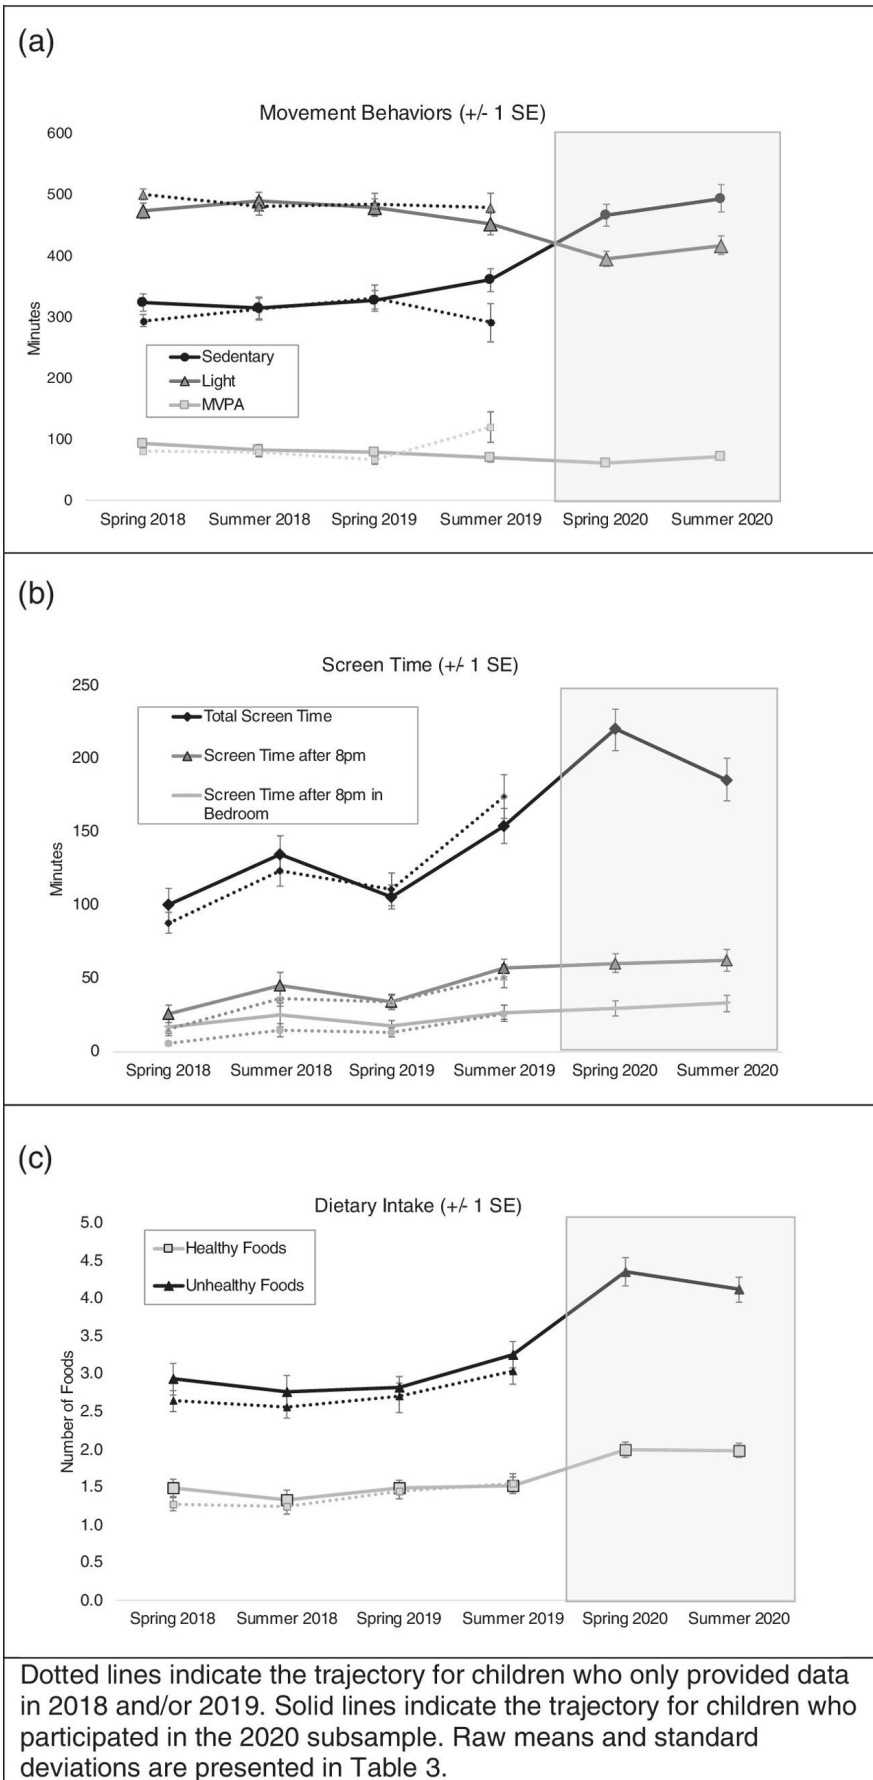 (a)
Movement Behaviors (+/- 1 SE)
600
500
400
300
200
100
0
Minutes
Sedentary
Light
MVPA
Spring 2018 Summer 2018 Spring 2019 Summer 2019 Spring 2020 Summer 2020
(b)
Screen Time (+/- 1 SE)
250
200
150
100
50
0
Minutes
Total Screen Time
Screen Time after 8pm
Screen Time after 8pm in
Bedroom
Spring 2018 Summer 2018 Spring 2019 Summer 2019 Spring 2020 Summer 2020
(c)
Dietary Intake (+/- 1 SE)
5.0
4.5
4.0
3.5
3.0
2.5
2.0
1.5
1.0
0.5
0.0
Number of Foods
Healthy Foods
Unhealthy Foods
Spring 2018 Summer 2018 Spring 2019 Summer 2019 Spring 2020 Summer 2020
Dotted lines indicate the trajectory for children who only provided data
in 2018 and/or 2019. Solid lines indicate the trajectory for children who
participated in the 2020 subsample. Raw means and standard
deviations are presented in Table 3.